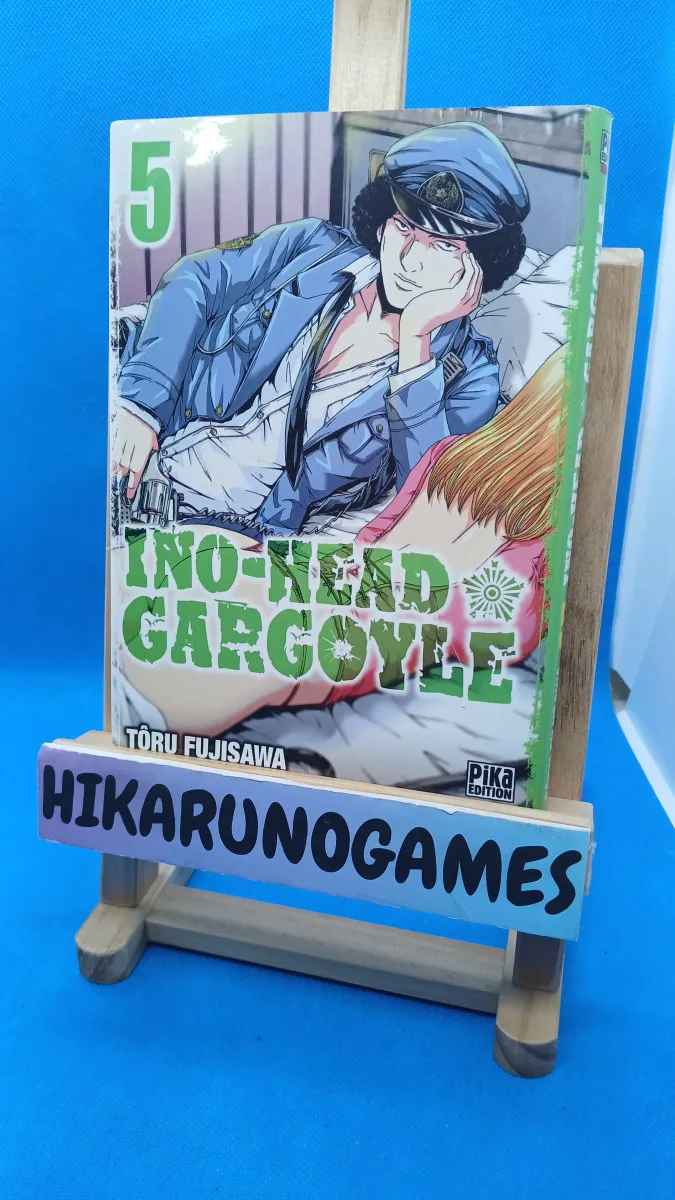 5
INO-HEAD
GARGOYLE
TÔRU FUJISAWA
PiKa
EDITION
HIKARUNOGAMES